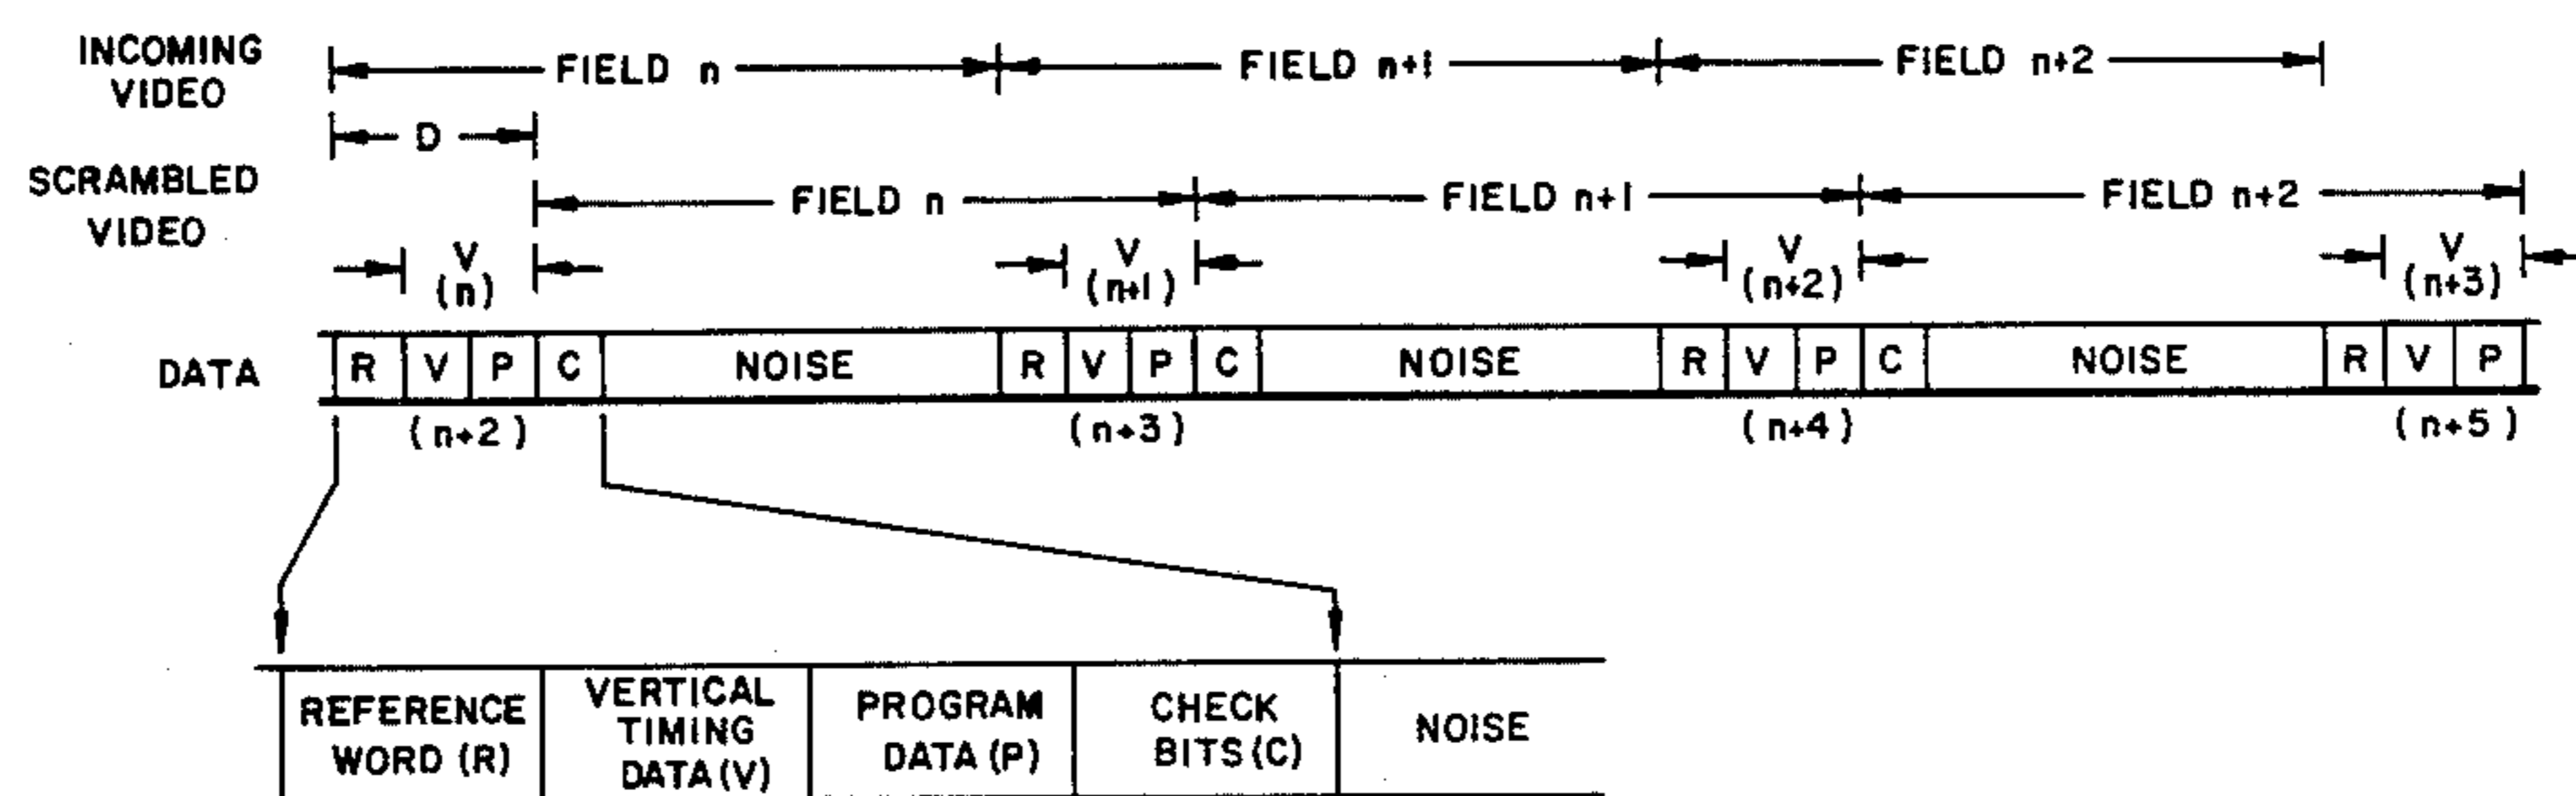 INCOMING
VIDEO
FIELD n
FIELD n+1
FIELD n+2
D
SCRAMBLED
VIDEO
FIELD n
FIELD n+1
FIELD n+2
V
(n)
V
(n+1)
V
(n+2)
V
(n+3)
DATA
R V P C NOISE R V P C NOISE R V P C NOISE R V P
(n+2)
(n+3)
(n+4)
(n+5)
REFERENCE
WORD (R)
VERTICAL
TIMING
DATA (V)
PROGRAM
DATA (P)
CHECK
BITS (C)
NOISE